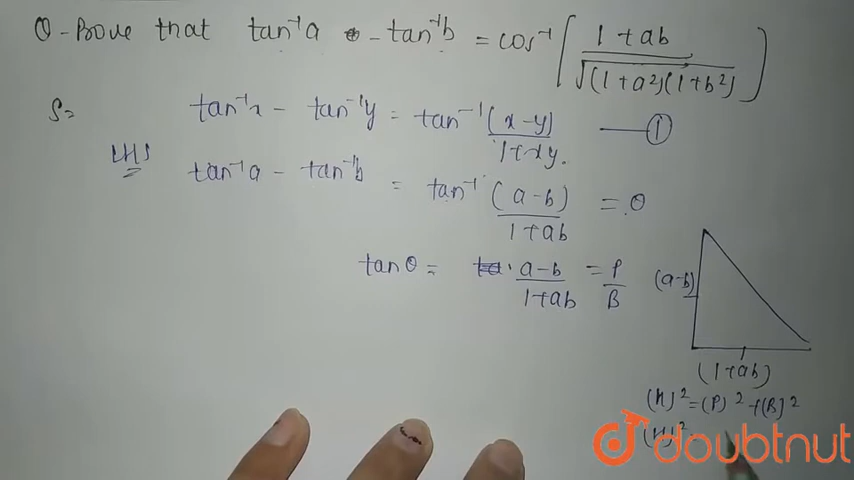 Q-Prove that tan⁻¹a - tan⁻¹b = cos⁻¹[(1+ab)/√(1+a²)(1+b²)]
S= tan⁻¹x - tan⁻¹y = tan⁻¹(x-y)/1+xy. —①
LHS tan⁻¹a - tan⁻¹b = tan⁻¹(a-b)/1+ab = θ
tanθ = a-b/1+ab = P/B
(a-b)
(1+ab)
(H)² = (P)² + (B)²
(H)²
doubtnut